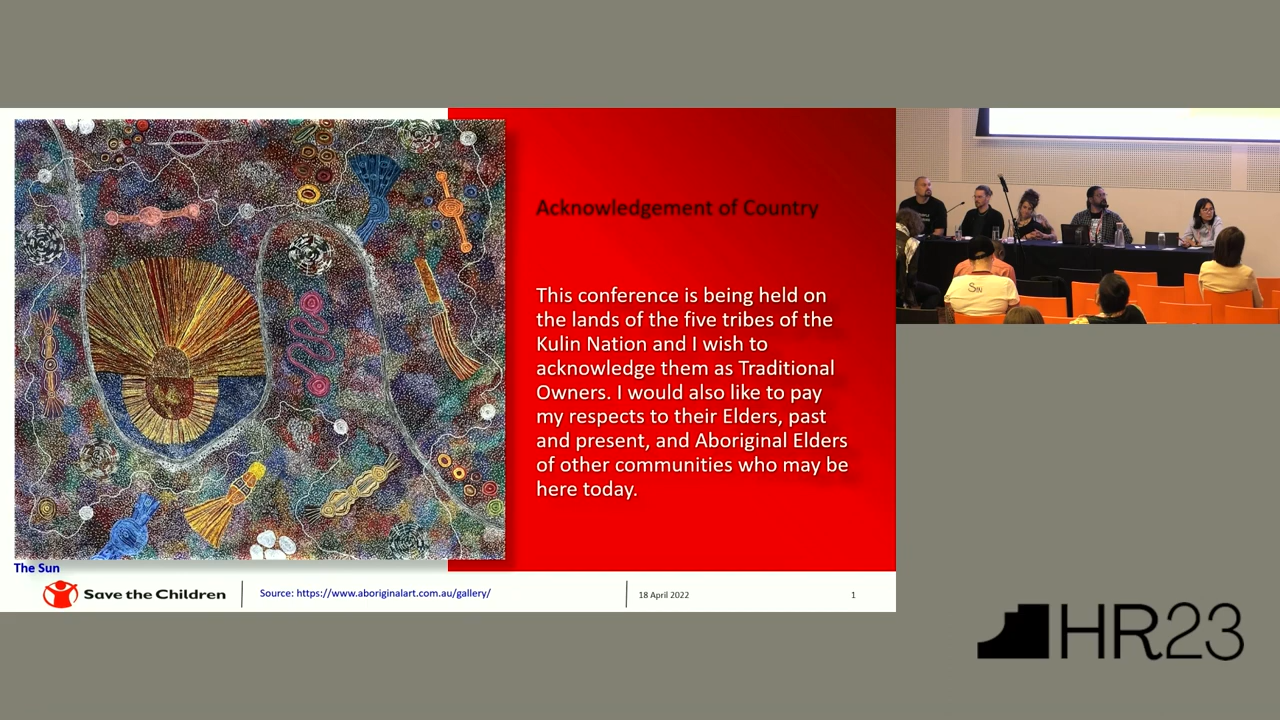 Acknowledgement of Country
This conference is being held on
the lands of the five tribes of the
Kulin Nation and I wish to
acknowledge them as Traditional
Owners. I would also like to pay
my respects to their Elders, past
and present, and Aboriginal Elders
of other communities who may be
here today.
The Sun
Save the Children
Source: https://www.aboriginalart.com.au/gallery/
18 April 2022
1
HR23